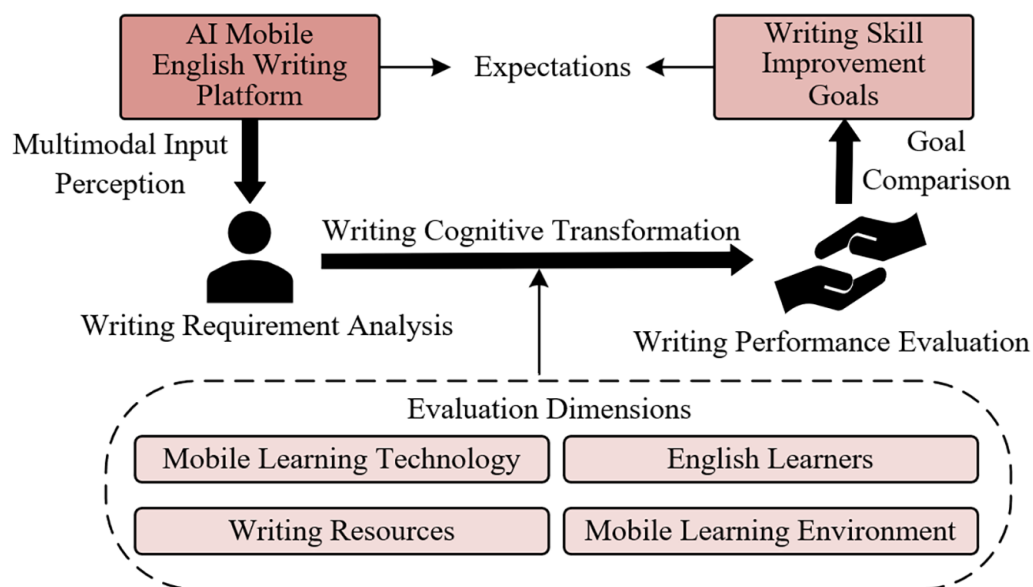 AI Mobile
English Writing
Platform
Expectations
Writing Skill
Improvement
Goals
Multimodal Input
Perception
Goal
Comparison
Writing Cognitive Transformation
Writing Requirement Analysis
Writing Performance Evaluation
Evaluation Dimensions
Mobile Learning Technology
English Learners
Writing Resources
Mobile Learning Environment